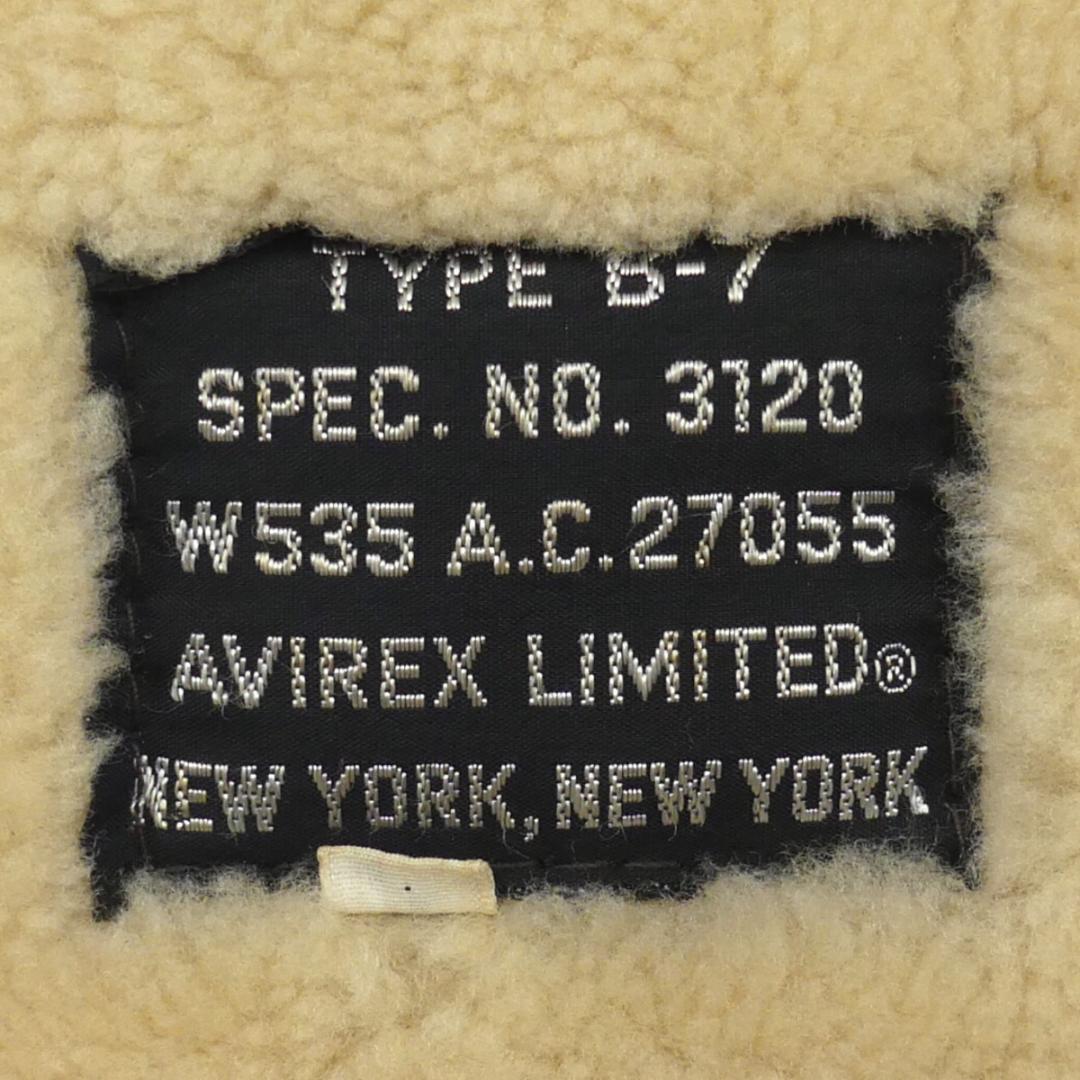 TYPE B-7
SPEC. NO. 3120
W535 A.C.27055
AVIREX LIMITED®
NEW YORK, NEW YORK